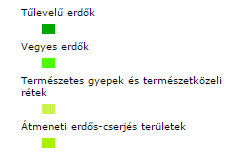 Tűlevelű erdők
Vegyes erdők
Természetes gyepek és természetközeli
rétek
Átmeneti erdős-cserjés területek